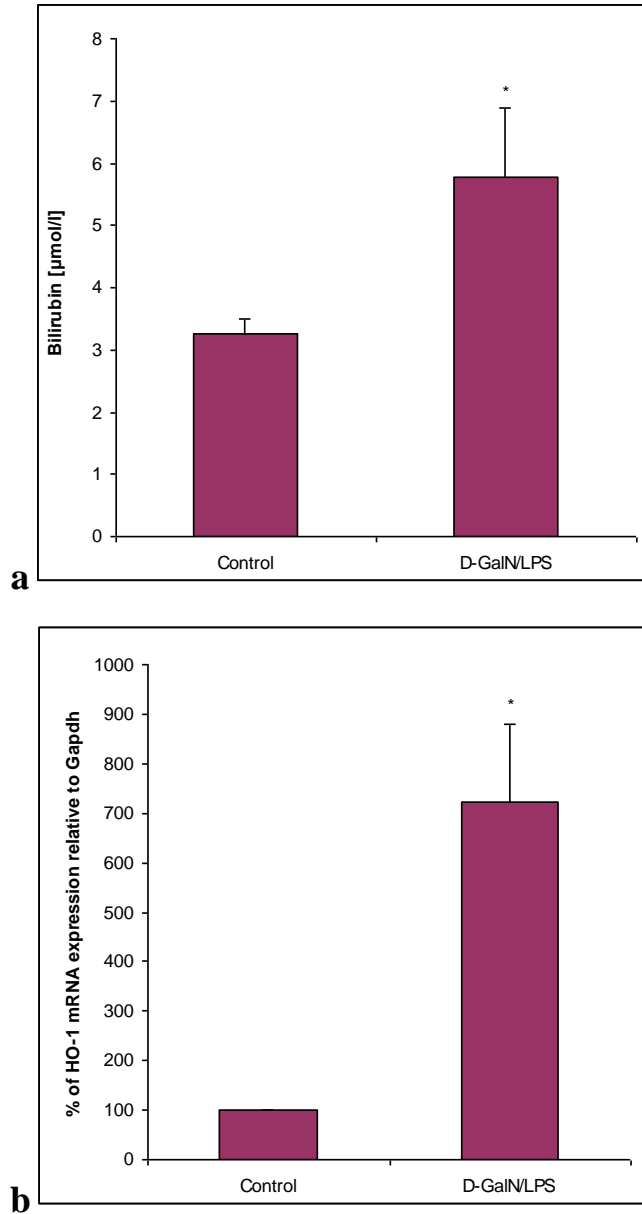 8
7
6
5
4
3
2
1
0
Bilirubin [µmol/l]
*
Control
D-GalN/LPS
a
1000
900
800
700
600
500
400
300
200
100
0
% of HO-1 mRNA expression relative to Gapdh
*
Control
D-GalN/LPS
b